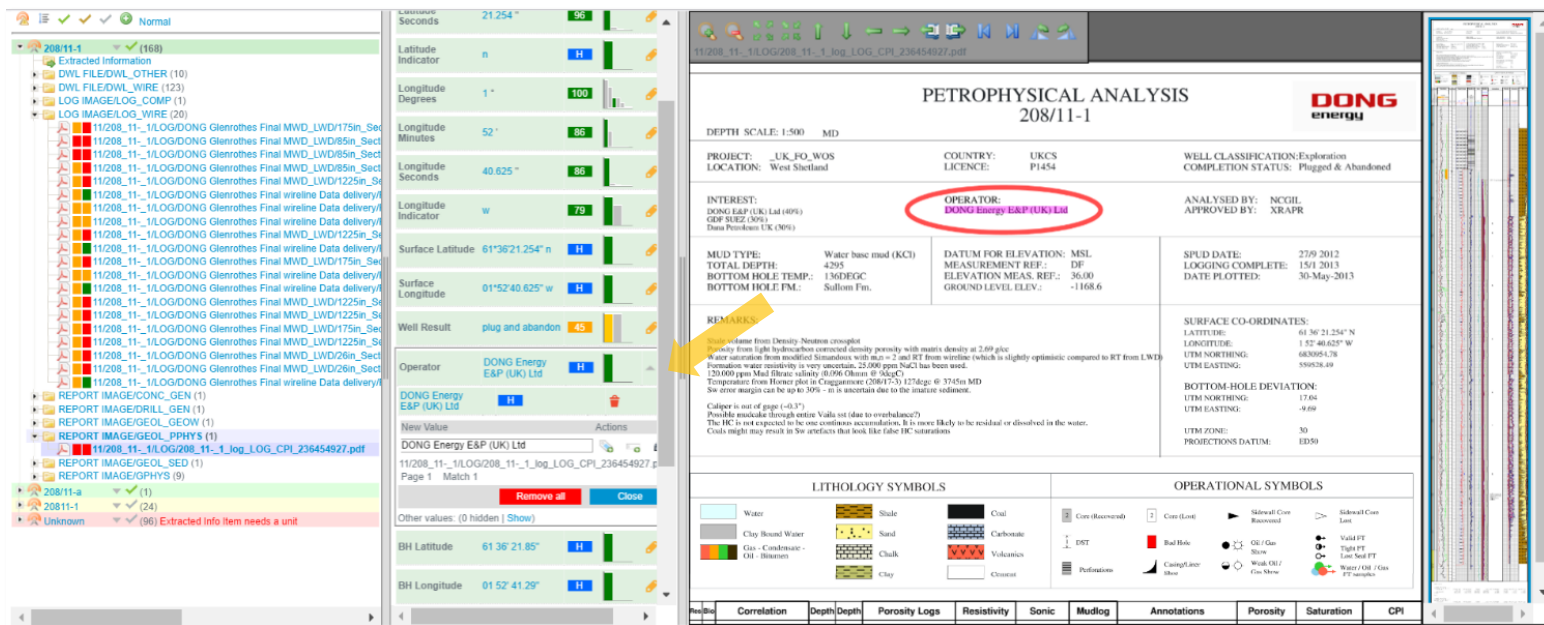 Normal
208/11-1 (168)
Extracted Information
DWL FILE/DWL_OTHER (10)
DWL FILE/DWL_WIRE (123)
LOG IMAGE/LOG_COMP (1)
LOG IMAGE/LOG_WIRE (20)
11/208_11-_1/LOG/DONG Glenrothes Final MWD_LWD/175in_Sec
11/208_11-_1/LOG/DONG Glenrothes Final MWD_LWD/85in_Sect
11/208_11-_1/LOG/DONG Glenrothes Final MWD_LWD/85in_Sect
11/208_11-_1/LOG/DONG Glenrothes Final MWD_LWD/85in_Sect
11/208_11-_1/LOG/DONG Glenrothes Final MWD_LWD/1225in_Se
11/208_11-_1/LOG/DONG Glenrothes Final wireline Data delivery/
11/208_11-_1/LOG/DONG Glenrothes Final wireline Data delivery/
11/208_11-_1/LOG/DONG Glenrothes Final MWD_LWD/1225in_Se
11/208_11-_1/LOG/DONG Glenrothes Final wireline Data delivery/
11/208_11-_1/LOG/DONG Glenrothes Final wireline Data delivery/
11/208_11-_1/LOG/DONG Glenrothes Final MWD_LWD/175in_Sec
11/208_11-_1/LOG/DONG Glenrothes Final wireline Data delivery/
11/208_11-_1/LOG/DONG Glenrothes Final MWD_LWD/1225in_Se
11/208_11-_1/LOG/DONG Glenrothes Final MWD_LWD/1225in_Se
11/208_11-_1/LOG/DONG Glenrothes Final MWD_LWD/175in_Sec
11/208_11-_1/LOG/DONG Glenrothes Final MWD_LWD/1225in_Se
11/208_11-_1/LOG/DONG Glenrothes Final MWD_LWD/26in_Sect
11/208_11-_1/LOG/DONG Glenrothes Final MWD_LWD/26in_Sect
11/208_11-_1/LOG/DONG Glenrothes Final wireline Data delivery/
REPORT IMAGE/CONC_GEN (1)
REPORT IMAGE/DRILL_GEN (1)
REPORT IMAGE/GEOL_GEOW (1)
REPORT IMAGE/GEOL_PPHYS (1)
11/208_11-_1/LOG/208_11-_1_log_LOG_CPI_236454927.pdf
REPORT IMAGE/GEOL_SED (1)
REPORT IMAGE/GPHYS (9)
208/11-a (1)
20811-1 (24)
Unknown (96) Extracted Info Item needs a unit
Latitude Seconds 21.254 " 96
Latitude Indicator n H
Longitude Degrees 1 ° 100
Longitude Minutes 52 ' 86
Longitude Seconds 40.625 " 86
Longitude Indicator w 79
Surface Latitude 61°36'21.254" n H
Surface Longitude 01°52'40.625" w H
Well Result plug and abandon 45
Operator DONG Energy E&P (UK) Ltd H
DONG Energy E&P (UK) Ltd H
New Value Actions
DONG Energy E&P (UK) Ltd
11/208_11-_1/LOG/208_11-_1_log_LOG_CPI_236454927.p
Page 1 Match 1
Remove all Close
Other values: (0 hidden | Show)
BH Latitude 61 36' 21.85" H
BH Longitude 01 52' 41.29" H
11/208_11-_1/LOG/208_11-_1_log_LOG_CPI_236454927.pdf
PETROPHYSICAL ANALYSIS
208/11-1
DONG
energy
DEPTH SCALE: 1:500 MD
PROJECT: _UK_FO_WOS COUNTRY: UKCS WELL CLASSIFICATION:Exploration
LOCATION: West Shetland LICENCE: P1454 COMPLETION STATUS: Plugged & Abandoned
INTEREST: OPERATOR: ANALYSED BY: NCGIL
DONG E&P (UK) Ltd (40%) DONG Energy E&P (UK) Ltd APPROVED BY: XRAPR
GDF SUEZ (30%)
Dana Petroleum UK (30%)
MUD TYPE: Water base mud (KCl) DATUM FOR ELEVATION: MSL SPUD DATE: 27/9 2012
TOTAL DEPTH: 4295 MEASUREMENT REF.: DF LOGGING COMPLETE: 15/1 2013
BOTTOM HOLE TEMP.: 136DEGC ELEVATION MEAS. REF.: 36.00 DATE PLOTTED: 30-May-2013
BOTTOM HOLE FM.: Sullom Fm. GROUND LEVEL ELEV.: -1168.6
REMARKS:
Shale volume from Density-Neutron crossplot
Porosity from light hydrocarbon corrected density porosity with matrix density at 2.69 g/cc
Water saturation from modified Simandoux with m,n = 2 and RT from wireline (which is slightly optimistic compared to RT from LWD)
Formation water resistivity is very uncertain. 25.000 ppm NaCl has been used.
120.000 ppm Mud filtrate salinity (0.096 Ohmm @ 9degC)
Temperature from Horner plot in Cragganmore (208/17-3) 127degc @ 3745m MD
Sw error margin can be up to 30% - m is uncertain due to the imature sediment.
Caliper is out of gage (~0.3")
Possible mudcake through entire Vaila sst (due to overbalance?)
The HC is not expected to be one continous accumulation. It is more likely to be residual or dissolved in the water.
Coals might may result in Sw artefacts that look like false HC saturations
SURFACE CO-ORDINATES:
LATITUDE: 61 36' 21.254" N
LONGITUDE: 1 52' 40.625" W
UTM NORTHING: 6830954.78
UTM EASTING: 559528.49
BOTTOM-HOLE DEVIATION:
UTM NORTHING: 17.04
UTM EASTING: -9.69
UTM ZONE: 30
PROJECTIONS DATUM: ED50
LITHOLOGY SYMBOLS
Water Shale Coal
Clay Bound Water Sand Carbonate
Gas - Condensate - Oil - Bitumen Chalk Volcanics
Clay Cement
OPERATIONAL SYMBOLS
Core (Recovered) Core (Lost) Sidewall Core Recovered Sidewall Core Lost
DST Bad Hole Oil / Gas Show Valid FT
Tight FT
Lost Seal FT
Perforations Casing/Liner Shoe Weak Oil / Gas Show Water / Oil / Gas FT samples
Res Bio Correlation Depth Depth Porosity Logs Resistivity Sonic Mudlog Annotations Porosity Saturation CPI